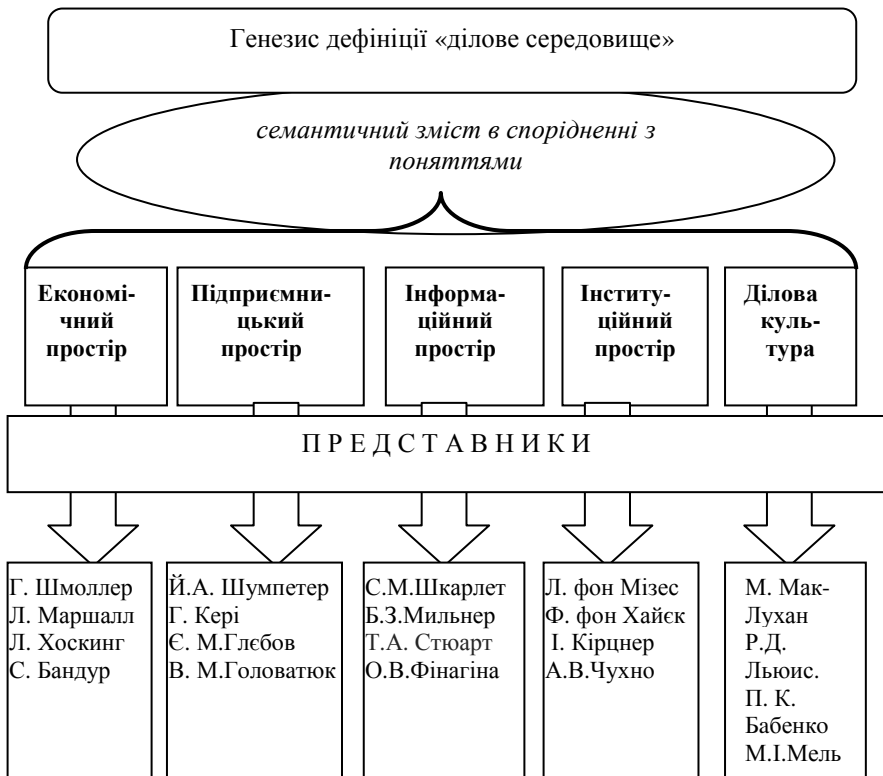 Генезис дефініції «ділове середовище»
семантичний зміст в спорідненні з
поняттями
Економі-
чний
простір
Підприємни-
цький
простір
Інформа-
ційний
простір
Інститу-
ційний
простір
Ділова
куль-
тура
П Р Е Д С Т А В Н И К И
Г. Шмоллер
Л. Маршалл
Л. Хоскинг
С. Бандур
Й.А. Шумпетер
Г. Кері
Є. М.Глєбов
В. М.Головатюк
С.М.Шкарлет
Б.З.Мильнер
Т.А. Стюарт
О.В.Фінагіна
Л. фон Мізес
Ф. фон Хайєк
І. Кірцнер
А.В.Чухно
М. Мак-
Лухан
Р.Д.
Льюис.
П. К.
Бабенко
М.І.Мель